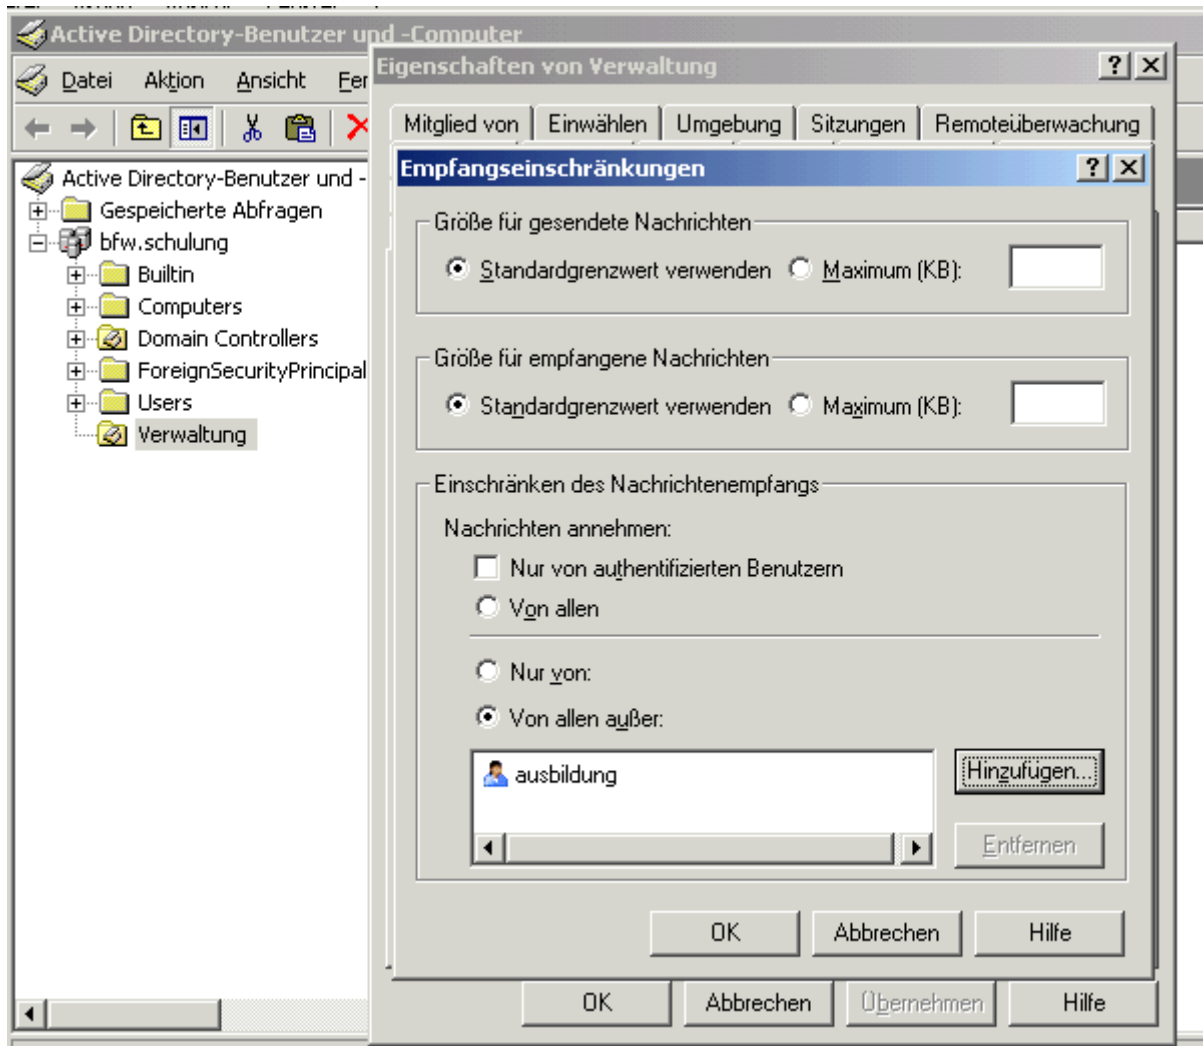 Active Directory-Benutzer und -Computer
Datei Aktion Ansicht Fen
Eigenschaften von Verwaltung
Mitglied von Einwählen Umgebung Sitzungen Remoteüberwachung
Active Directory-Benutzer und -
Gespeicherte Abfragen
bfw.schulung
Builtin
Computers
Domain Controllers
ForeignSecurityPrincipal
Users
Verwaltung
Empfangseinschränkungen
Größe für gesendete Nachrichten
Standardgrenzwert verwenden Maximum (KB):
Größe für empfangene Nachrichten
Standardgrenzwert verwenden Maximum (KB):
Einschränken des Nachrichtenempfangs
Nachrichten annehmen:
Nur von authentifizierten Benutzern
Von allen
Nur von:
Von allen außer:
ausbildung
Hinzufügen...
Entfernen
OK Abbrechen Hilfe
OK Abbrechen Übernehmen Hilfe